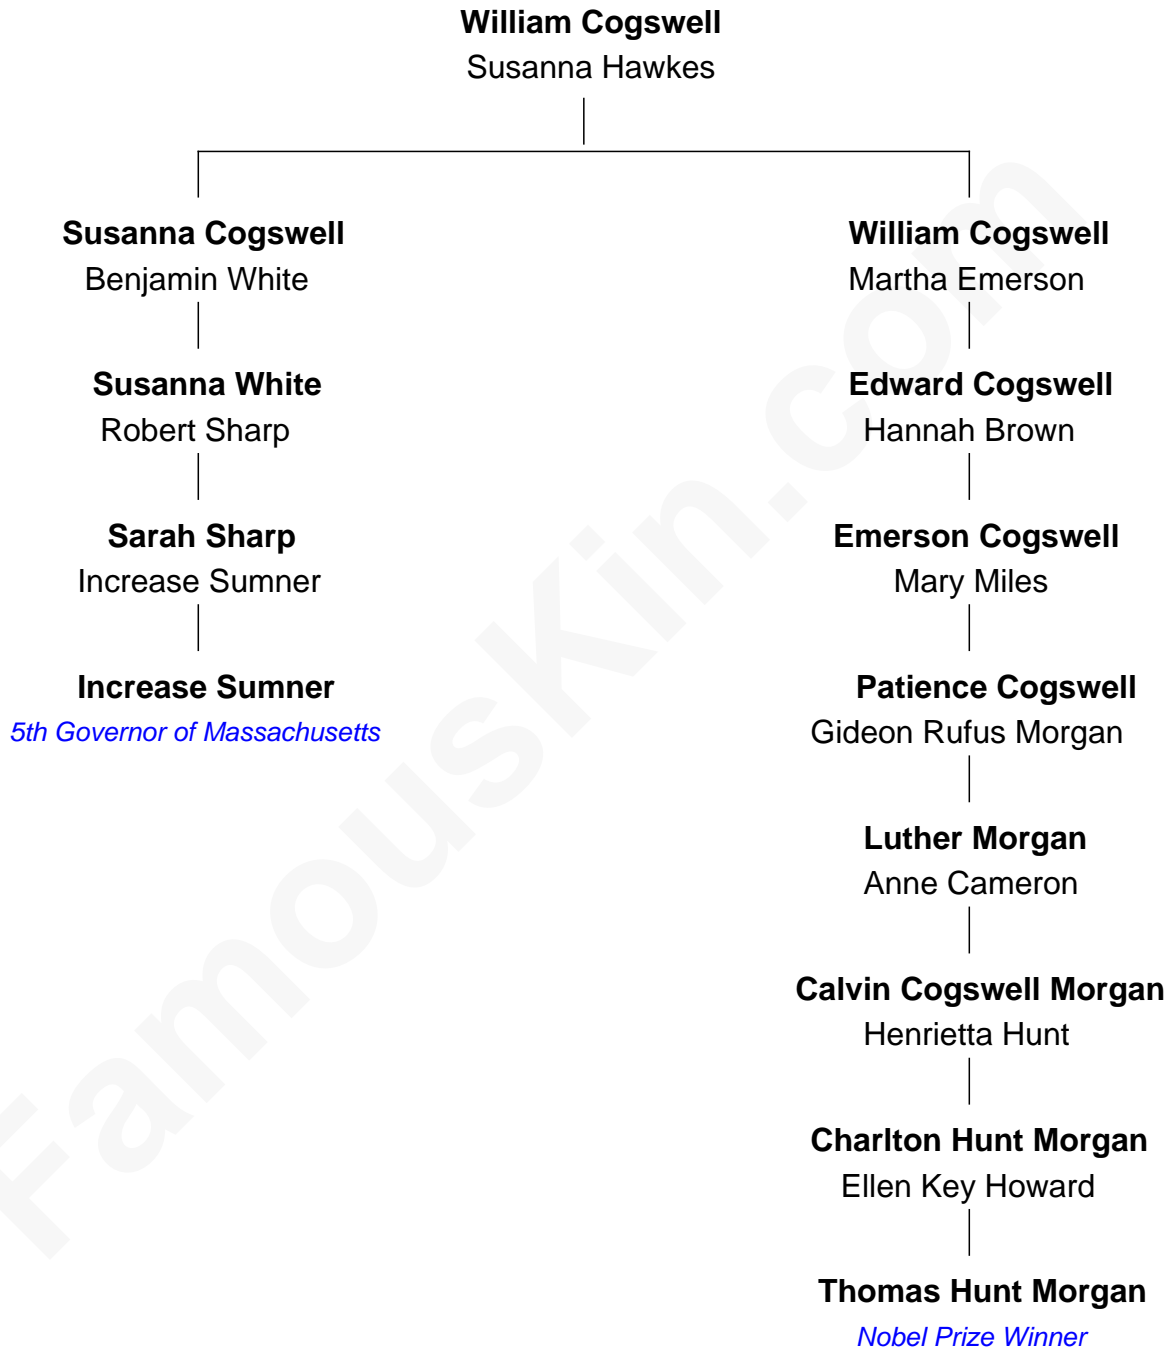 William Cogswell
Susanna Hawkes
Susanna Cogswell
Benjamin White
Susanna White
Robert Sharp
Sarah Sharp
Increase Sumner
Increase Sumner
5th Governor of Massachusetts
William Cogswell
Martha Emerson
Edward Cogswell
Hannah Brown
Emerson Cogswell
Mary Miles
Patience Cogswell
Gideon Rufus Morgan
Luther Morgan
Anne Cameron
Calvin Cogswell Morgan
Henrietta Hunt
Charlton Hunt Morgan
Ellen Key Howard
Thomas Hunt Morgan
Nobel Prize Winner
FamousKin.com